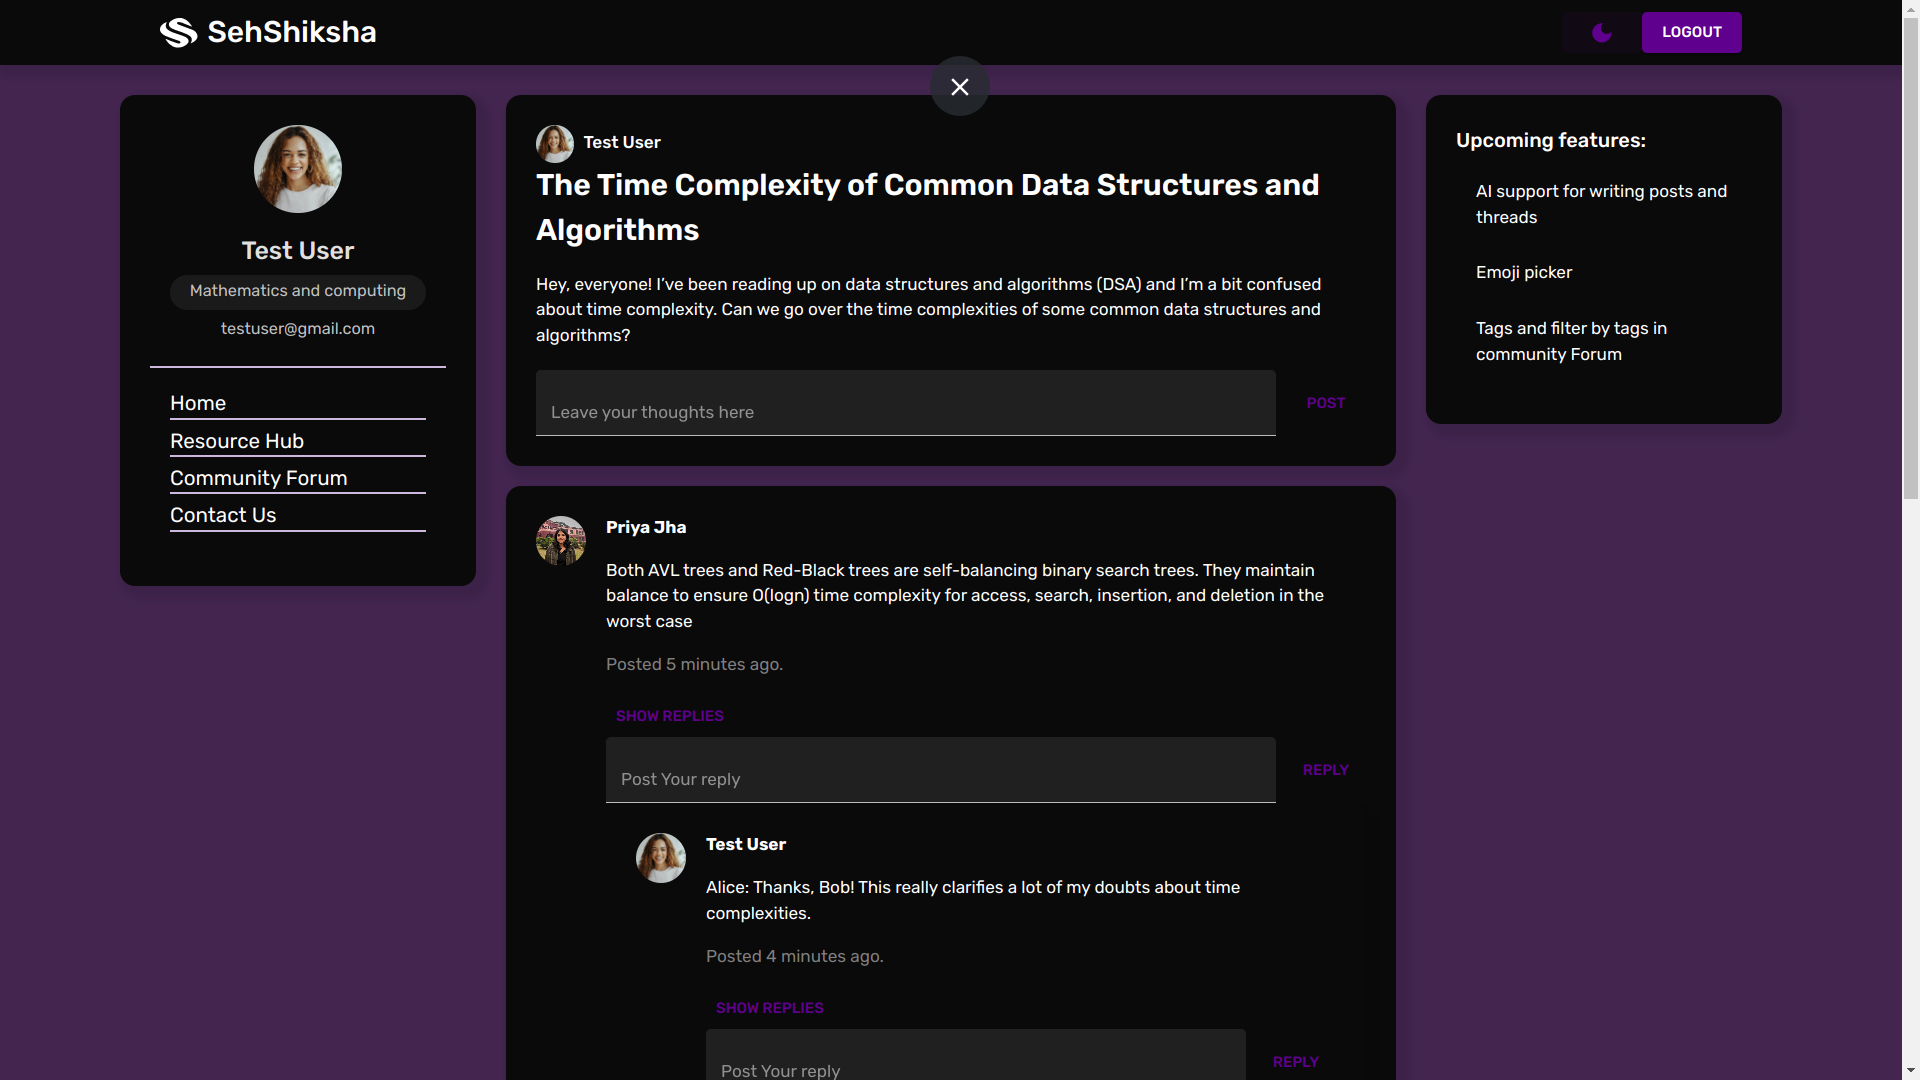 SehShiksha
LOGOUT
Test User
Mathematics and computing
testuser@gmail.com
Home
Resource Hub
Community Forum
Contact Us
Test User
The Time Complexity of Common Data Structures and
Algorithms
Hey, everyone! I’ve been reading up on data structures and algorithms (DSA) and I’m a bit confused
about time complexity. Can we go over the time complexities of some common data structures and
algorithms?
Leave your thoughts here
POST
Priya Jha
Both AVL trees and Red-Black trees are self-balancing binary search trees. They maintain
balance to ensure O(logn) time complexity for access, search, insertion, and deletion in the
worst case
Posted 5 minutes ago.
SHOW REPLIES
Post Your reply
REPLY
Test User
Alice: Thanks, Bob! This really clarifies a lot of my doubts about time
complexities.
Posted 4 minutes ago.
SHOW REPLIES
Post Your reply
REPLY
Upcoming features:
AI support for writing posts and
threads
Emoji picker
Tags and filter by tags in
community Forum